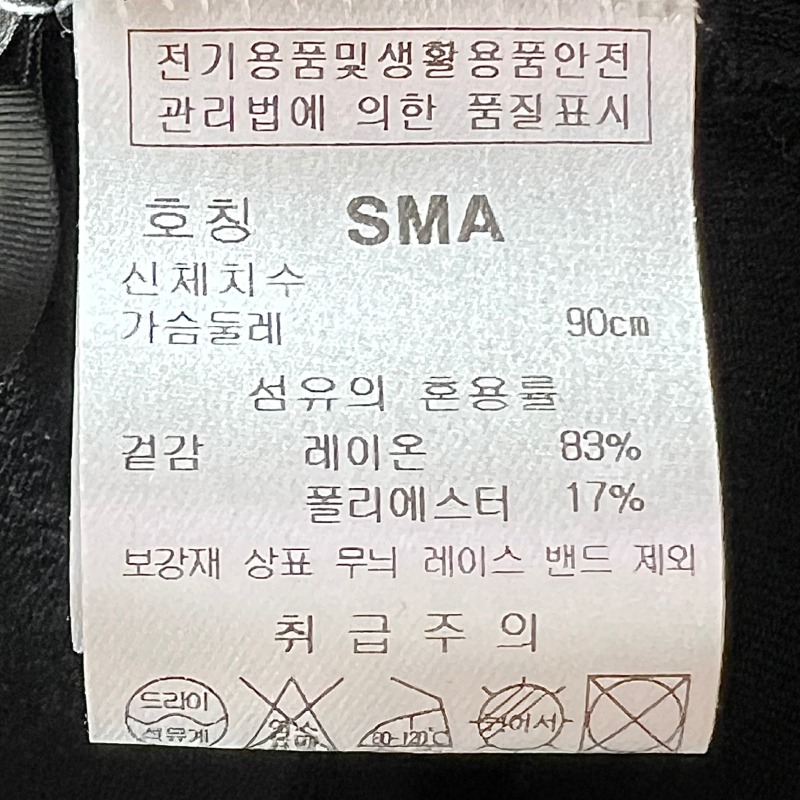 전기용품및생활용품안전
관리법에 의한 품질표시
호칭 SMA
신체치수
가슴둘레 90cm
섬유의 혼용률
겉감 레이온 83%
폴리에스터 17%
보강재 상표 무늬 레이스 밴드 제외
취급주의
드라이
석유계
80-120℃